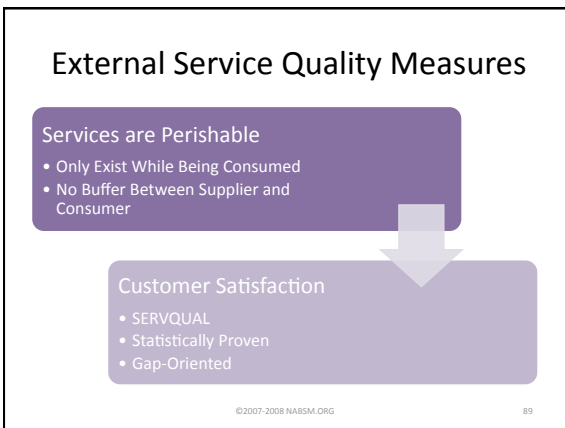 External Service Quality Measures
Services are Perishable
• Only Exist While Being Consumed
• No Buffer Between Supplier and
Consumer
Customer Satisfaction
• SERVQUAL
• Statistically Proven
• Gap-Oriented
©2007-2008 NABSM.ORG
89